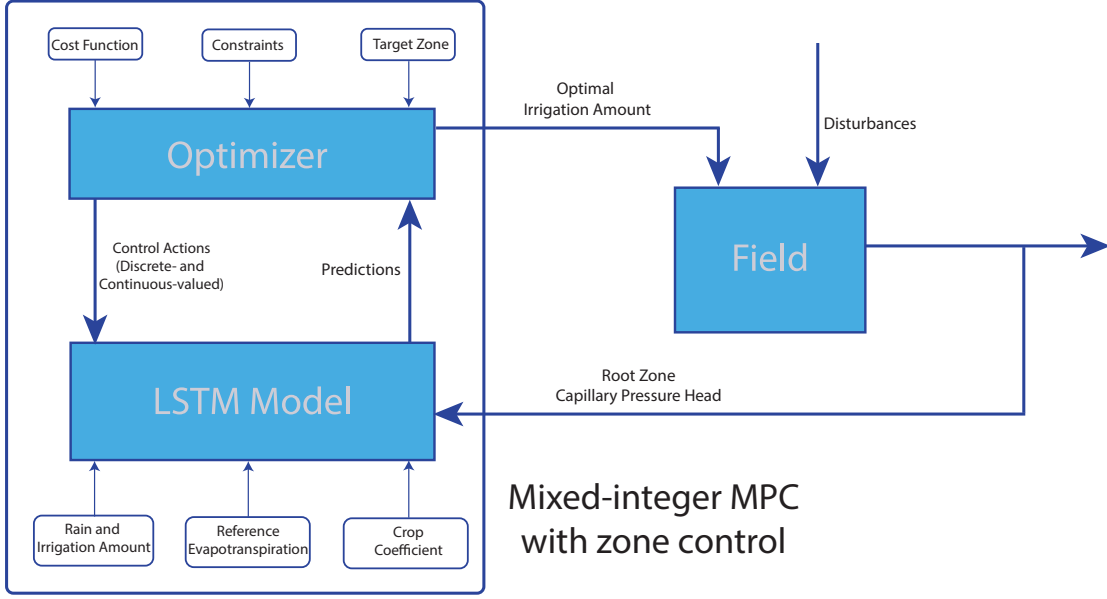 Cost Function
Constraints
Target Zone
Optimizer
Optimal
Irrigation Amount
Disturbances
Control Actions
(Discrete- and
Continuous-valued)
Predictions
Field
LSTM Model
Root Zone
Capillary Pressure Head
Rain and
Irrigation Amount
Reference
Evapotranspiration
Crop
Coefficient
Mixed-integer MPC
with zone control